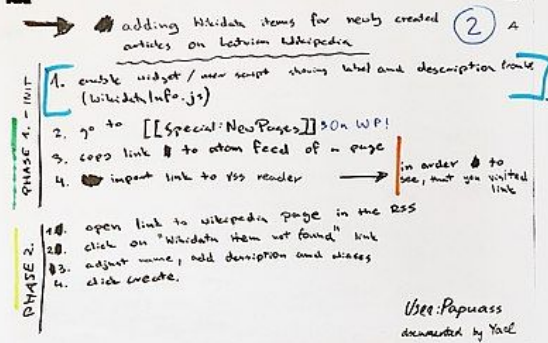 adding Wikidata items for newly created
articles on Latvian Wikipedia
2
A
PHASE 1. - INIT
1. enable widget / user script showing label and description
(WikidataInfo.js)
2. go to [[Special:NewPages]] On WP!
3. copy link to atom feed of a page
4. import link to rss reader
in order to
see, that you visited
link
PHASE 2.
1. open link to wikipedia page in the RSS
2. click on "Wikidata item not found" link
3. adjust name, add desription and aliases
4. click create.
User:Papuass
documented by Yael